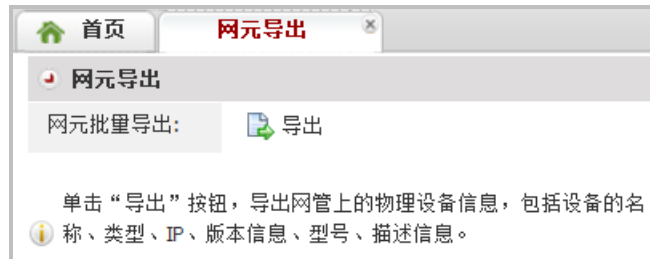 首页 网元导出
网元导出
网元批量导出: 导出
单击“导出”按钮，导出网管上的物理设备信息，包括设备的名
称、类型、IP、版本信息、型号、描述信息。